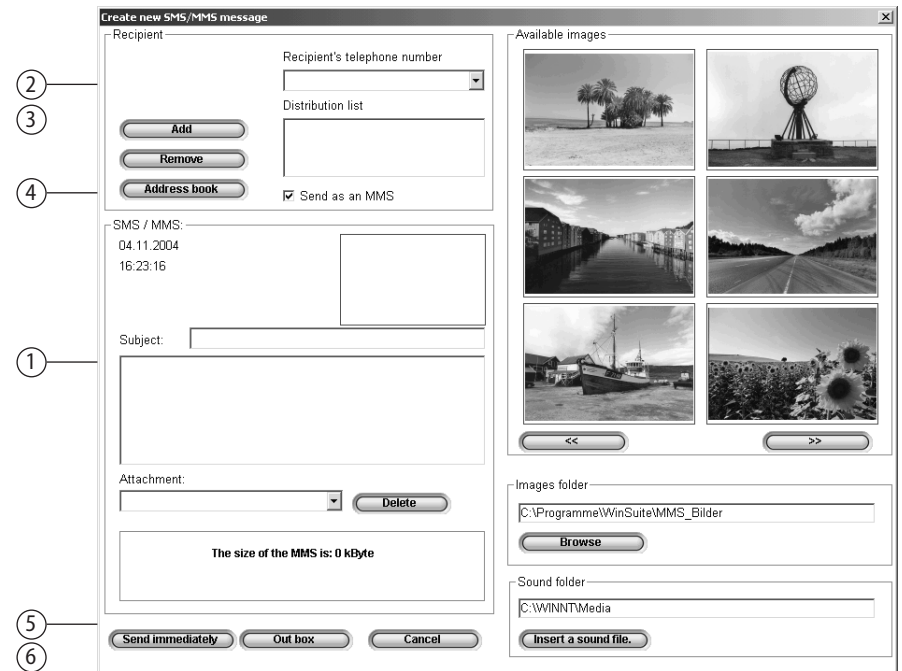 Create new SMS/MMS message
Recipient
Recipient's telephone number
2
3
Distribution list
Add
Remove
4
Address book
Send as an MMS
SMS / MMS:
04.11.2004
16:23:16
Subject:
1
Attachment:
Delete
The size of the MMS is: 0 kByte
5
Send immediately
Out box
Cancel
6
Available images
<<
>>
Images folder
C:\Programme\WinSuite\MMS_Bilder
Browse
Sound folder
C:\WINNT\Media
Insert a sound file.